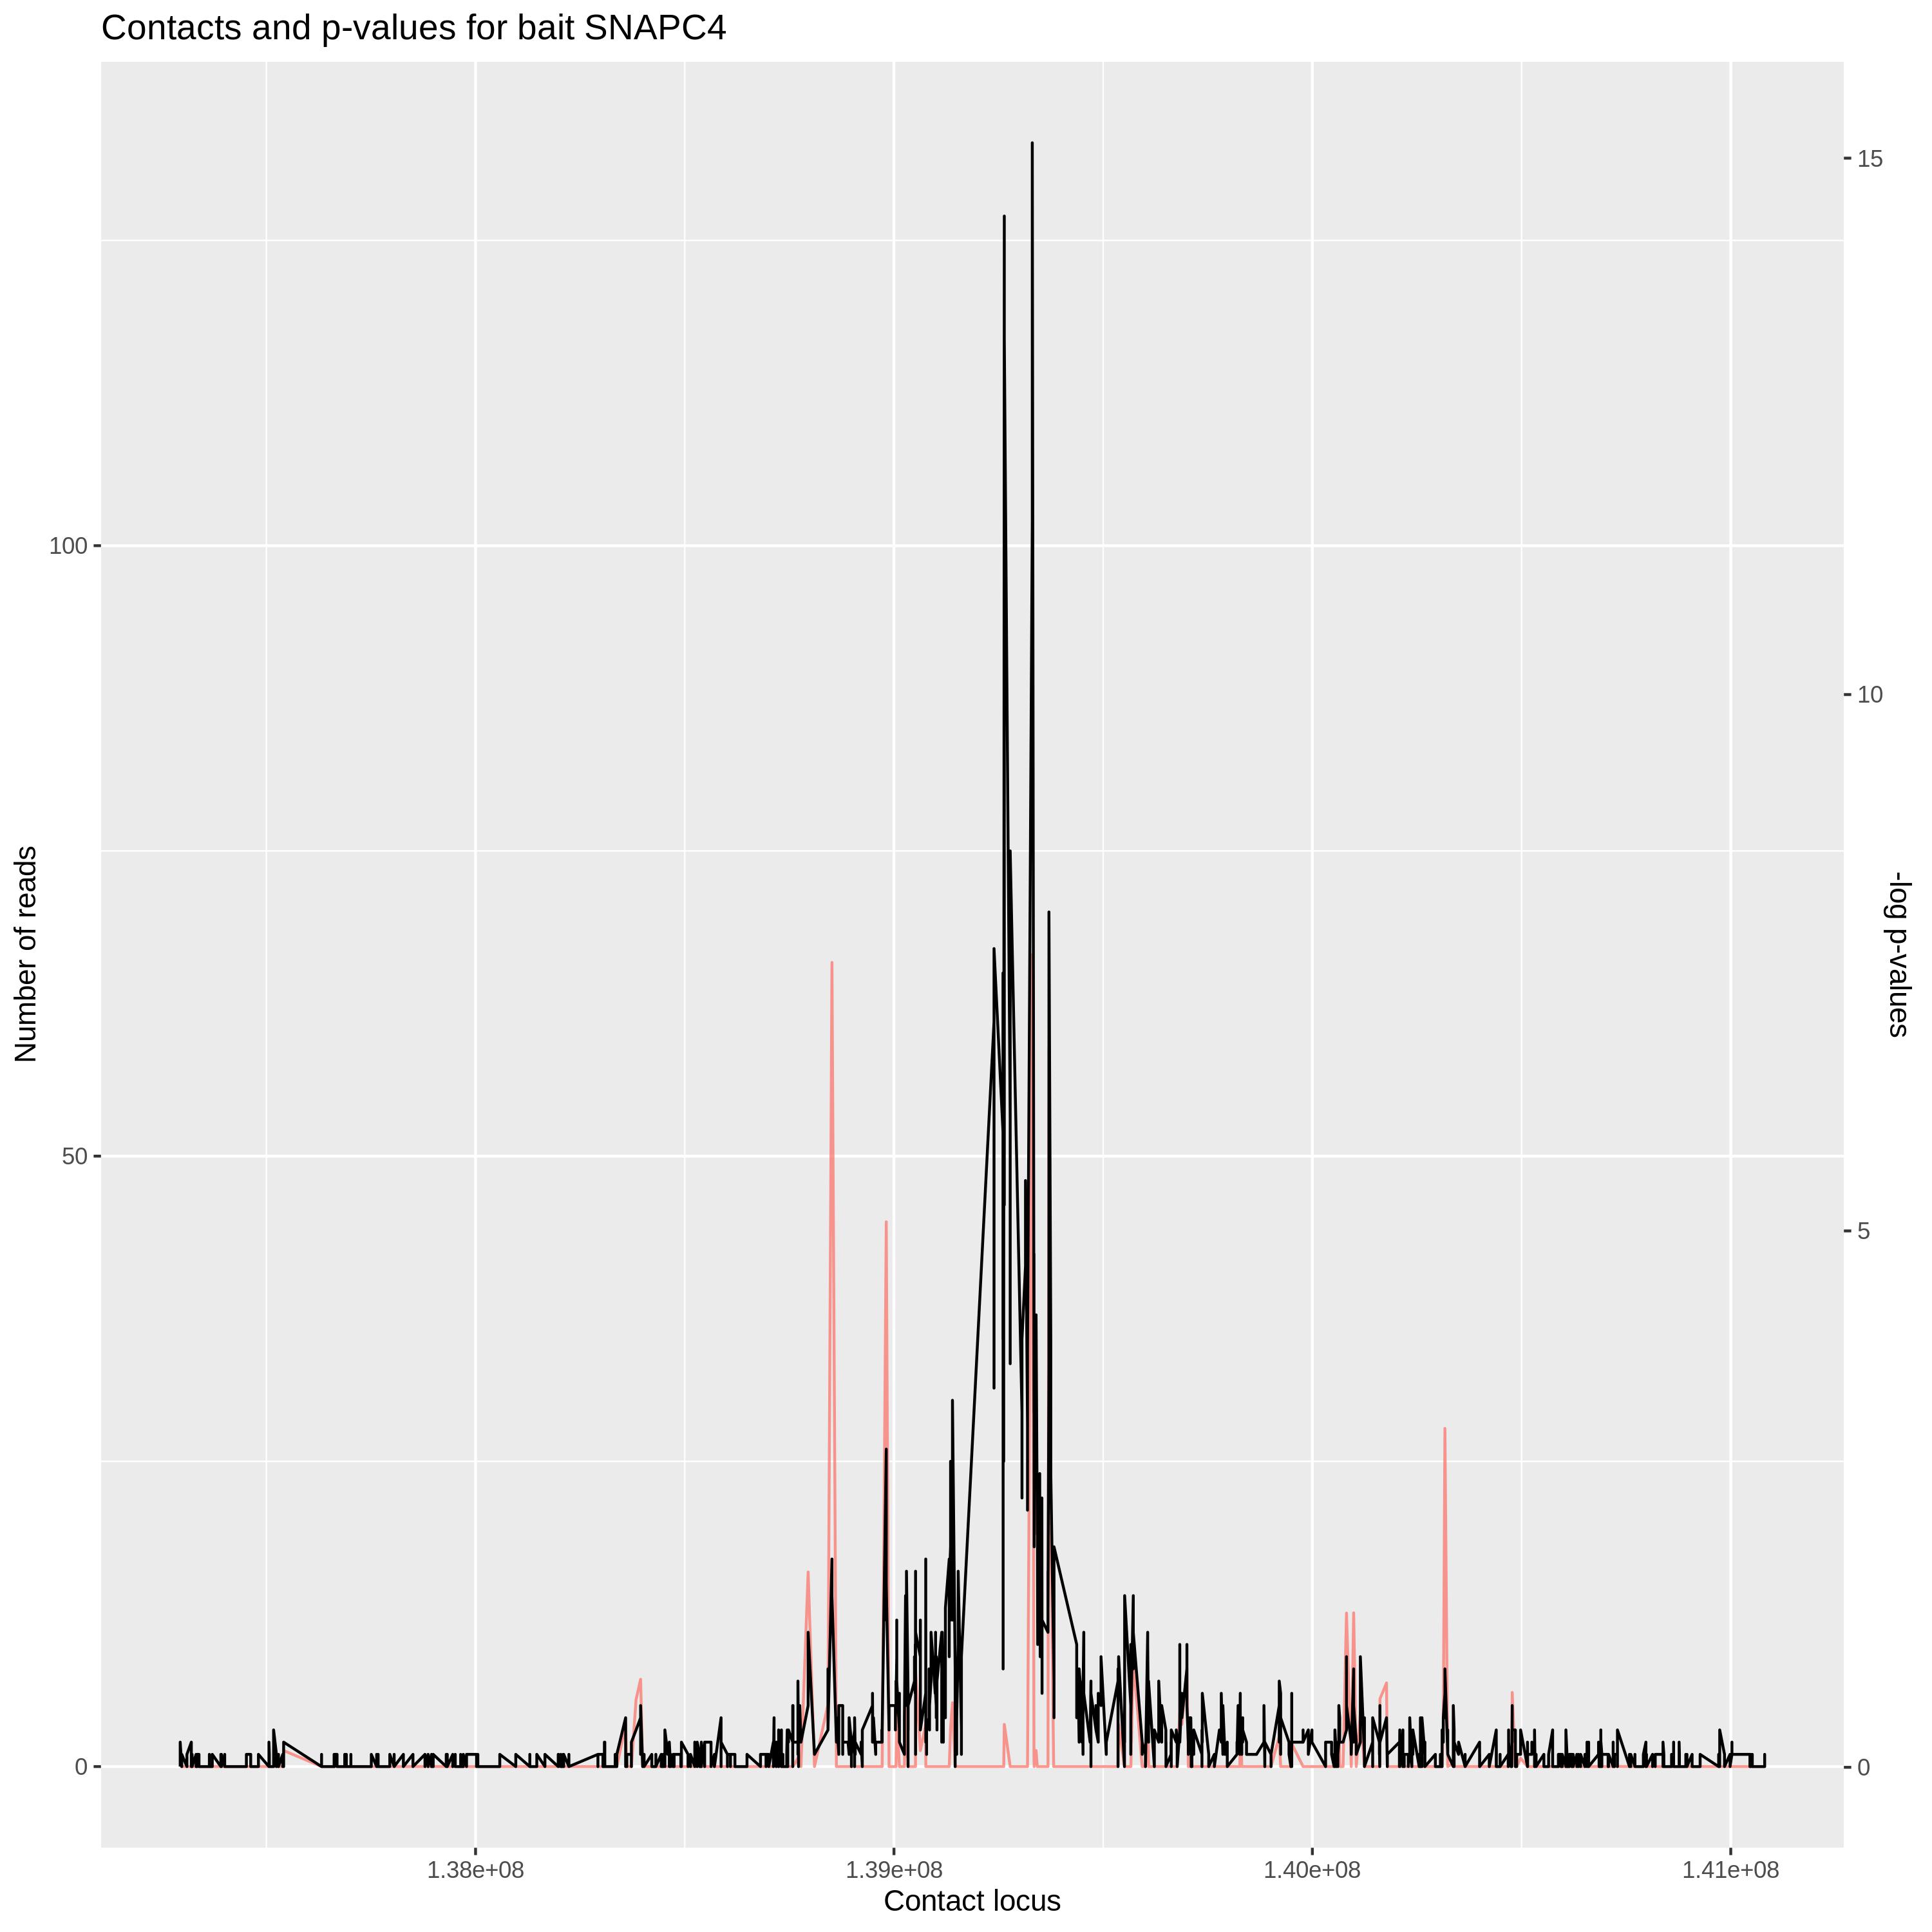 Contacts and p-values for bait SNAPC4
15
100
10
Number of reads
-log p-values
50
5
0
0
1.38e+08
1.39e+08
1.40e+08
1.41e+08
Contact locus